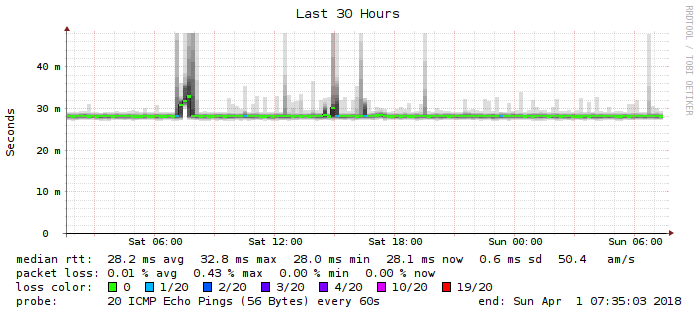 Last 30 Hours
RRDTOOL / TOBI OETIKER
Seconds
40 m
30 m
20 m
10 m
0
Sat 06:00 Sat 12:00 Sat 18:00 Sun 00:00 Sun 06:00
median rtt: 28.2 ms avg 32.8 ms max 28.0 ms min 28.1 ms now 0.6 ms sd 50.4 am/s
packet loss: 0.01 % avg 0.43 % max 0.00 % min 0.00 % now
loss color: 0 1/20 2/20 3/20 4/20 10/20 19/20
probe: 20 ICMP Echo Pings (56 Bytes) every 60s end: Sun Apr 1 07:35:03 2018